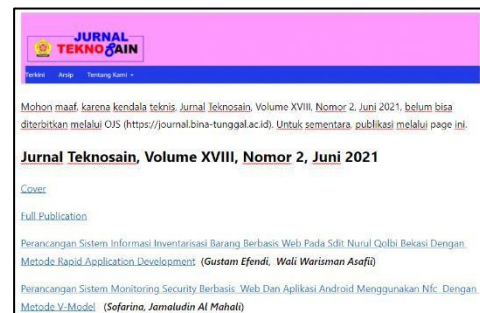 JURNAL
TEKNOSAIN
Terkini Arsip Tentang Kami
Mohon maaf, karena kendala teknis, Jurnal Teknosain, Volume XVIII, Nomor 2, Juni 2021, belum bisa
diterbitkan melalui OJS (https://journal.bina-tunggal.ac.id). Untuk sementara, publikasi melalui page ini.
Jurnal Teknosain, Volume XVIII, Nomor 2, Juni 2021
Cover
Full Publication
Perancangan Sistem Informasi Inventarisasi Barang Berbasis Web Pada Sdit Nurul Qolbi Bekasi Dengan
Metode Rapid Application Development (Gustam Efendi, Wali Warisman Asafii)
Perancangan Sistem Monitoring Security Berbasis Web Dan Aplikasi Android Menggunakan Nfc Dengan
Metode V-Model (Sofarina, Jamaludin Al Mahali)